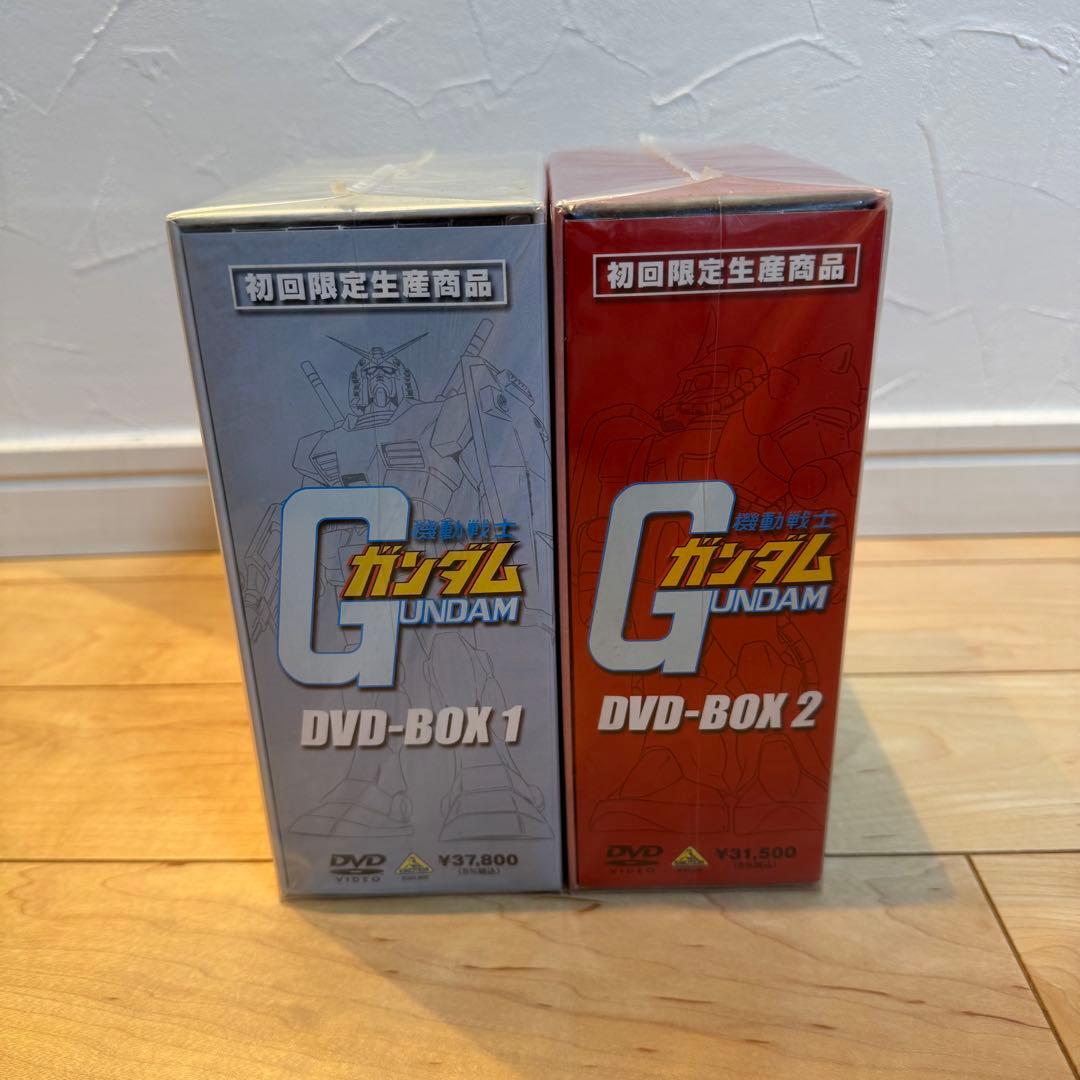 初回限定生産商品
機動戦士
ガンダム
GUNDAM
DVD-BOX 1
DVD
VIDEO
¥37,800
初回限定生産商品
機動戦士
ガンダム
GUNDAM
DVD-BOX 2
DVD
VIDEO
¥31,500